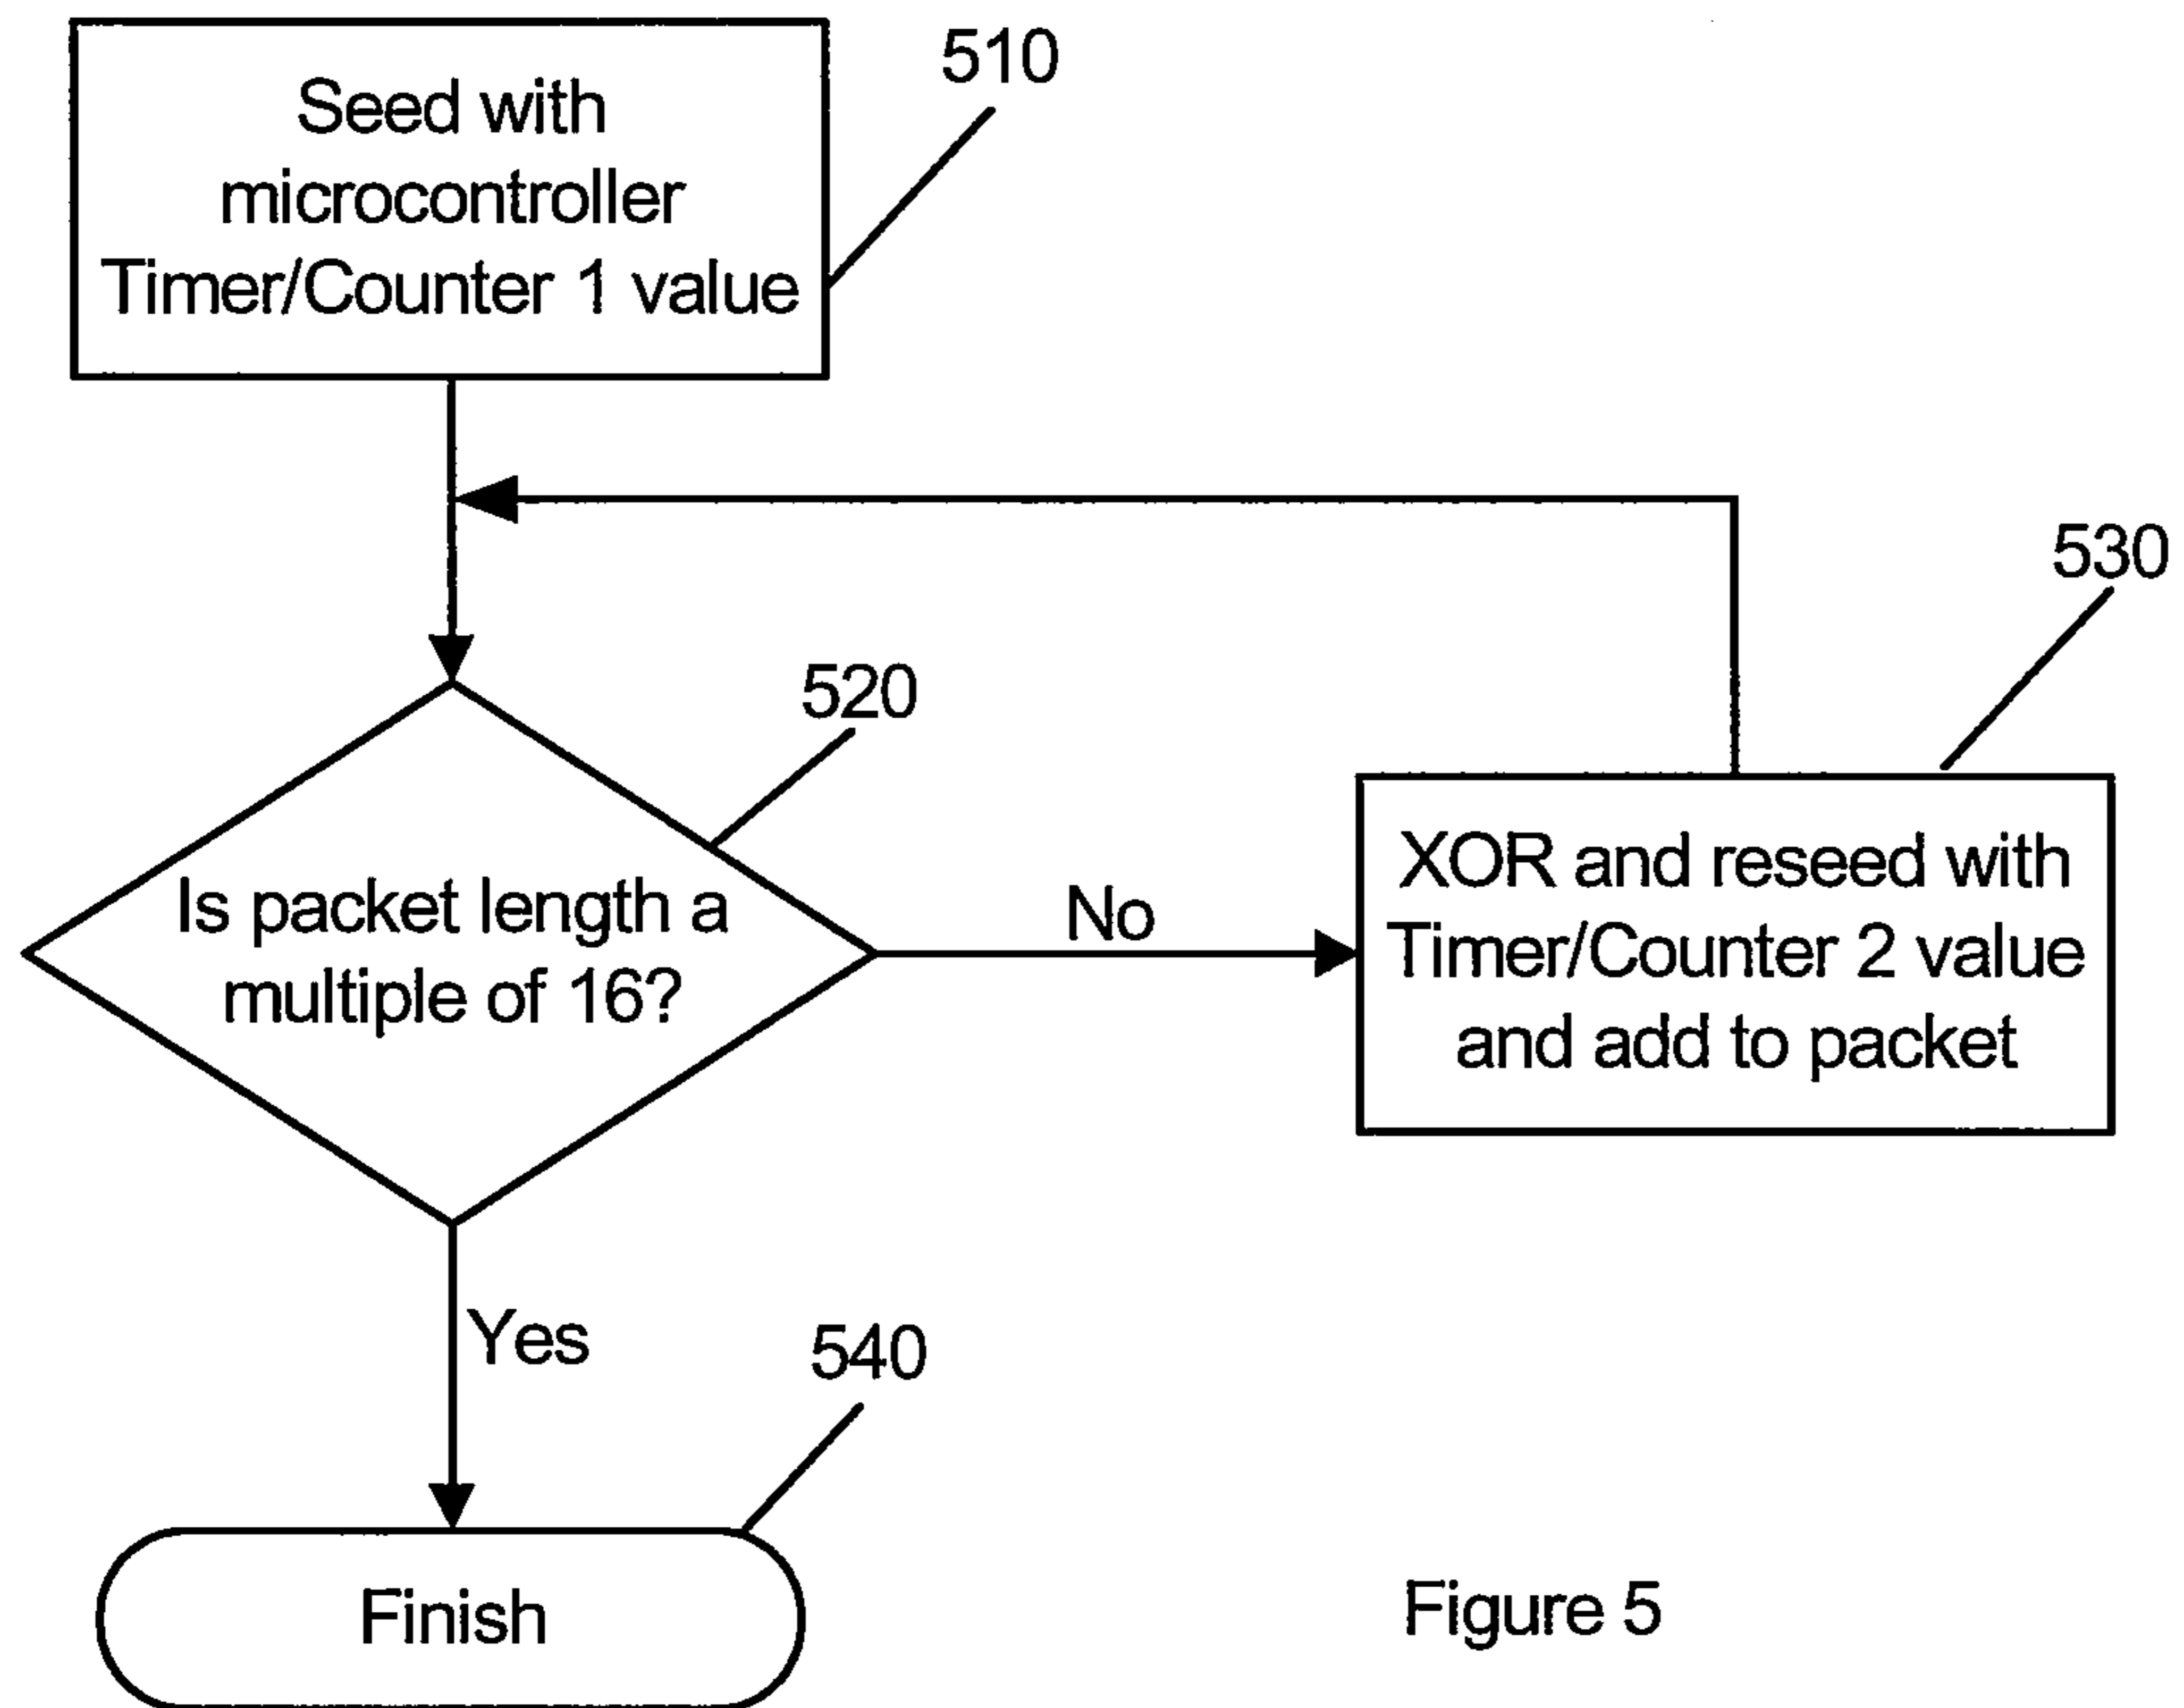 Seed with
microcontroller
Timer/Counter 1 value
510
530
520
Is packet length a
multiple of 16?
No
XOR and reseed with
Timer/Counter 2 value
and add to packet
Yes
540
Finish
Figure 5